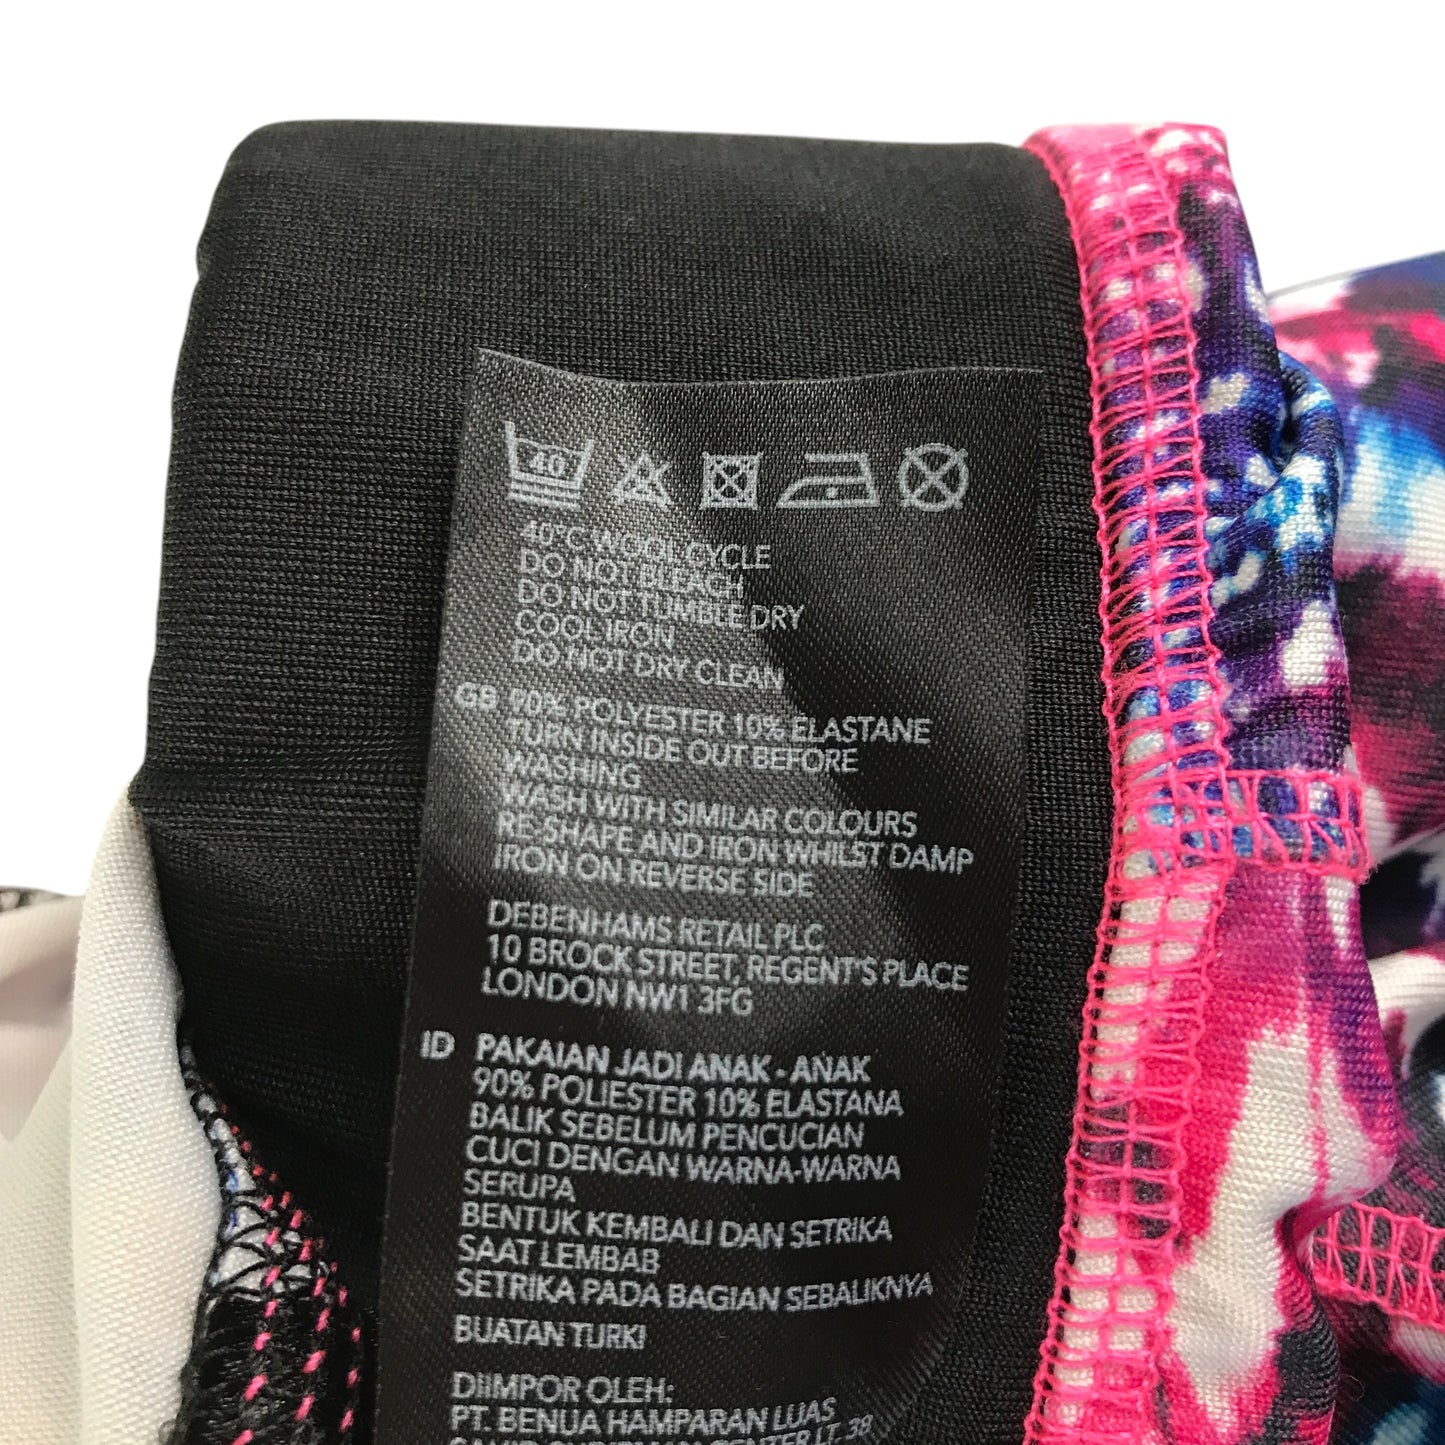 40
40°C WOOL CYCLE
DO NOT BLEACH
DO NOT TUMBLE DRY
COOL IRON
DO NOT DRY CLEAN
GB 90% POLYESTER 10% ELASTANE
TURN INSIDE OUT BEFORE
WASHING
WASH WITH SIMILAR COLOURS
RE-SHAPE AND IRON WHILST DAMP
IRON ON REVERSE SIDE
DEBENHAMS RETAIL PLC
10 BROCK STREET, REGENT'S PLACE
LONDON NW1 3FG
ID PAKAIAN JADI ANAK - ANAK
90% POLIESTER 10% ELASTANA
BALIK SEBELUM PENCUCIAN
CUCI DENGAN WARNA-WARNA
SERUPA
BENTUK KEMBALI DAN SETRIKA
SAAT LEMBAB
SETRIKA PADA BAGIAN SEBALIKNYA
BUATAN TURKI
DIIMPOR OLEH:
PT. BENUA HAMPARAN LUAS
CENTER LT. 38